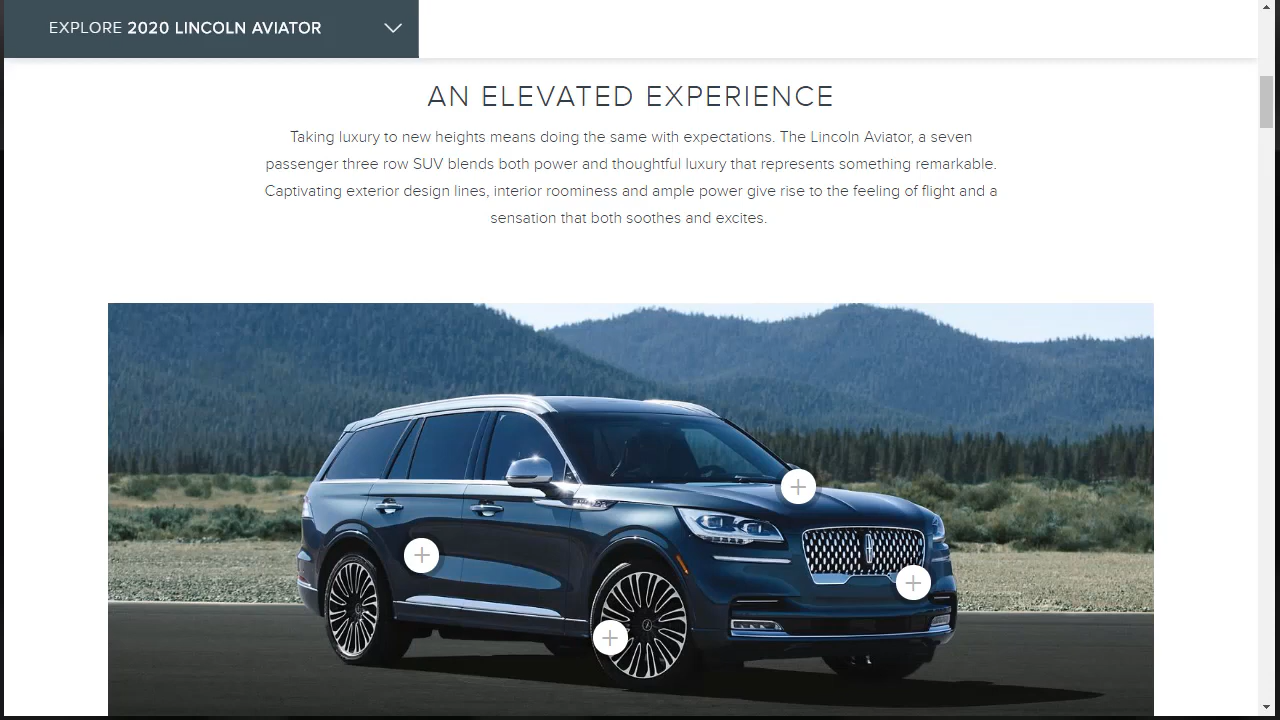 EXPLORE 2020 LINCOLN AVIATOR
AN ELEVATED EXPERIENCE
Taking luxury to new heights means doing the same with expectations. The Lincoln Aviator, a seven
passenger three row SUV blends both power and thoughtful luxury that represents something remarkable.
Captivating exterior design lines, interior roominess and ample power give rise to the feeling of flight and a
sensation that both soothes and excites.